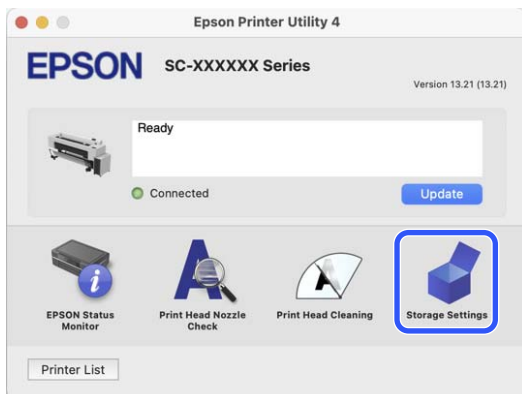 Epson Printer Utility 4
EPSON SC-XXXXXX Series
Version 13.21 (13.21)
Ready
Connected
Update
EPSON Status
Monitor
Print Head Nozzle
Check
Print Head Cleaning
Storage Settings
Printer List